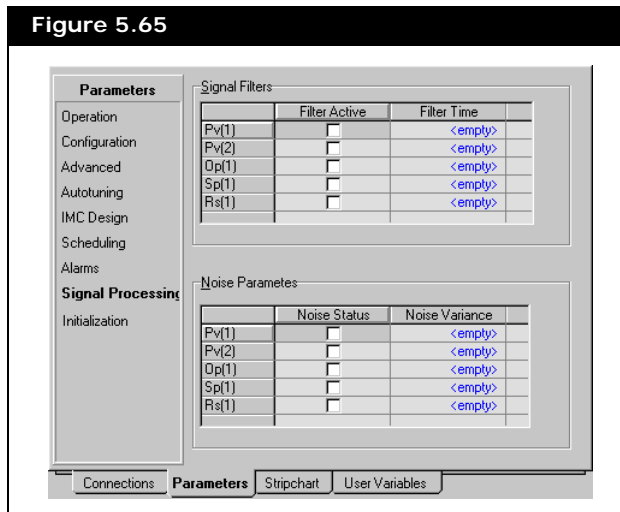 Figure 5.65
Parameters
Operation
Configuration
Advanced
Autotuning
IMC Design
Scheduling
Alarms
Signal Processing
Initialization
Signal Filters
Filter Active Filter Time
Pv(1) <empty>
Pv(2) <empty>
Op(1) <empty>
Sp(1) <empty>
Rs(1) <empty>
Noise Parametes
Noise Status Noise Variance
Pv(1) <empty>
Pv(2) <empty>
Op(1) <empty>
Sp(1) <empty>
Rs(1) <empty>
Connections Parameters Stripchart User Variables